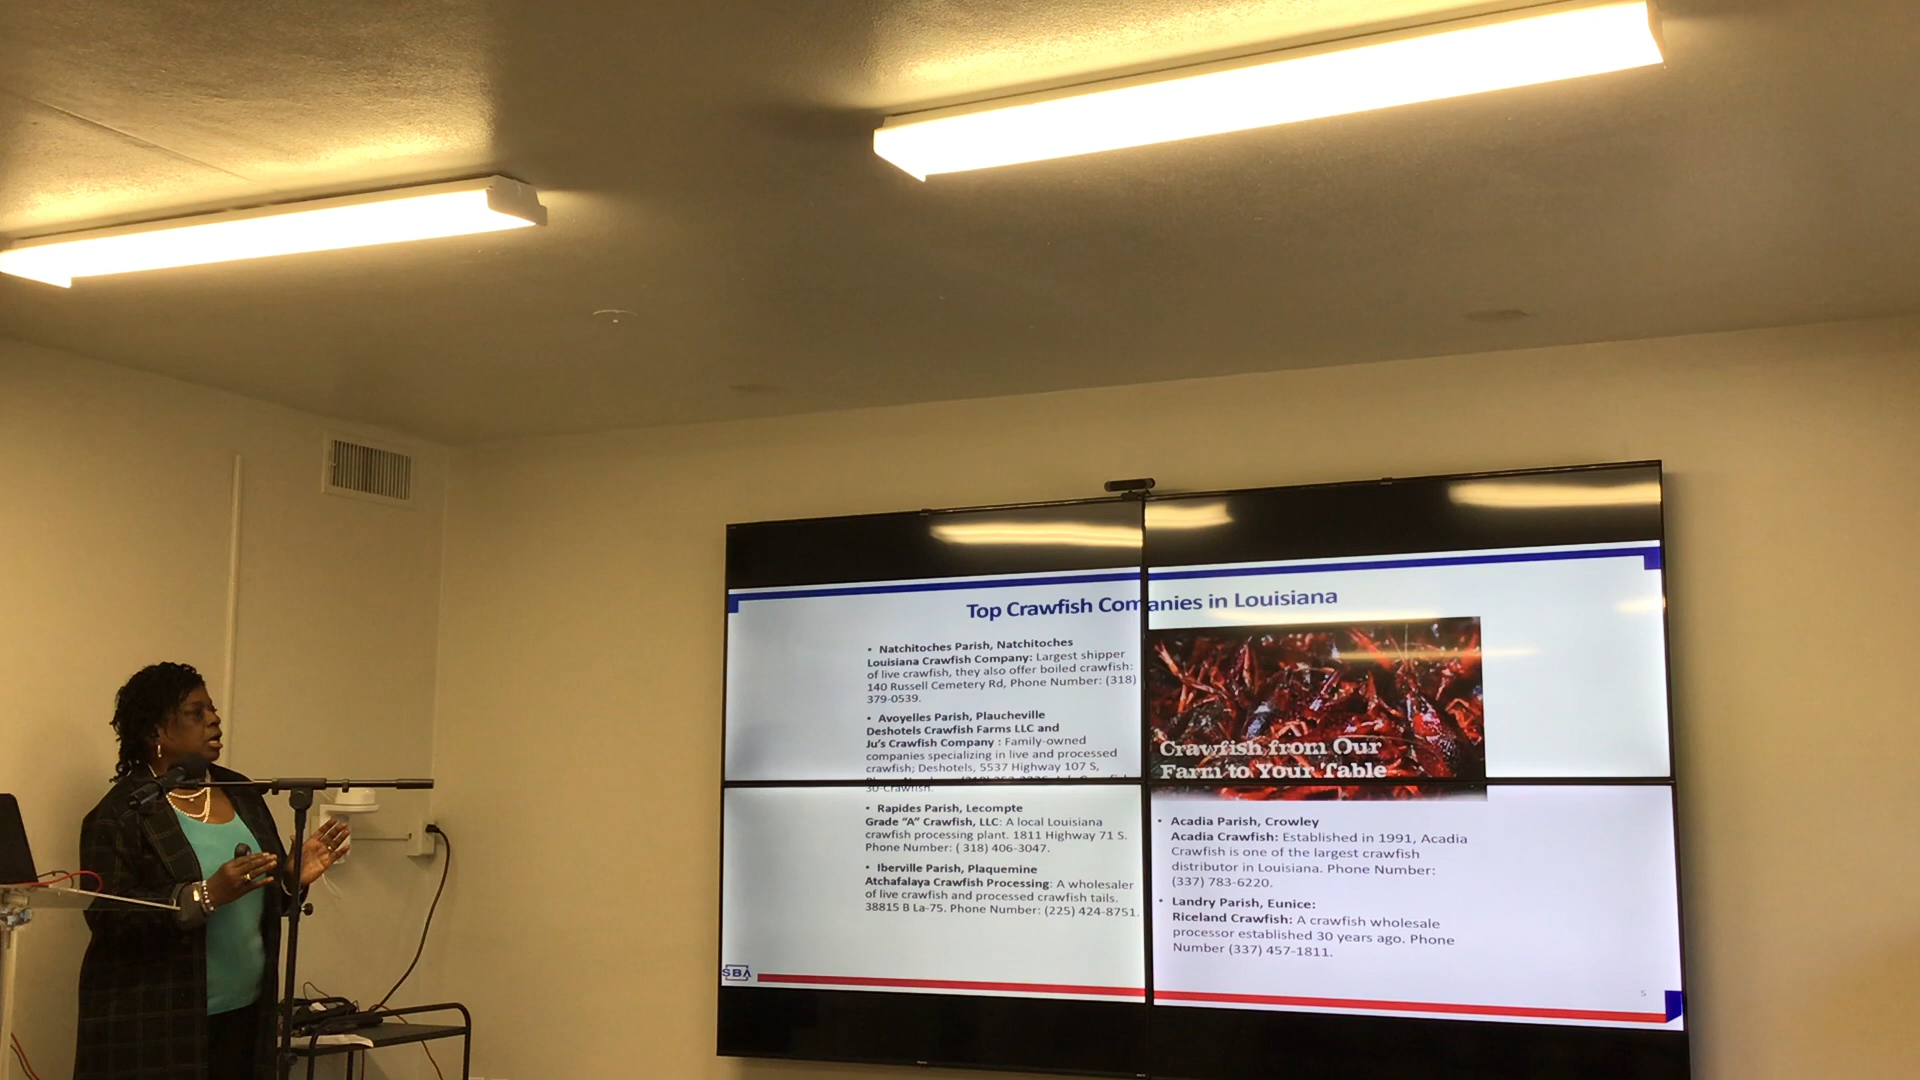 Top Crawfish Companies in Louisiana
• Natchitoches Parish, Natchitoches
Louisiana Crawfish Company: Largest shipper
of live crawfish, they also offer boiled crawfish:
140 Russell Cemetery Rd, Phone Number: (318)
379-0539.
• Avoyelles Parish, Plaucheville
Deshotels Crawfish Farms LLC and
Ju's Crawfish Company : Family-owned
companies specializing in live and processed
crawfish; Deshotels, 5537 Highway 107 S,
30-Crawfish.
• Rapides Parish, Lecompte
Grade "A" Crawfish, LLC: A local Louisiana
crawfish processing plant. 1811 Highway 71 S.
Phone Number: ( 318) 406-3047.
• Iberville Parish, Plaquemine
Atchafalaya Crawfish Processing: A wholesaler
of live crawfish and processed crawfish tails.
38815 B La-75. Phone Number: (225) 424-8751.
Crawfish from Our
Farm to Your Table
• Acadia Parish, Crowley
Acadia Crawfish: Established in 1991, Acadia
Crawfish is one of the largest crawfish
distributor in Louisiana. Phone Number:
(337) 783-6220.
• Landry Parish, Eunice:
Riceland Crawfish: A crawfish wholesale
processor established 30 years ago. Phone
Number (337) 457-1811.
SBA
5